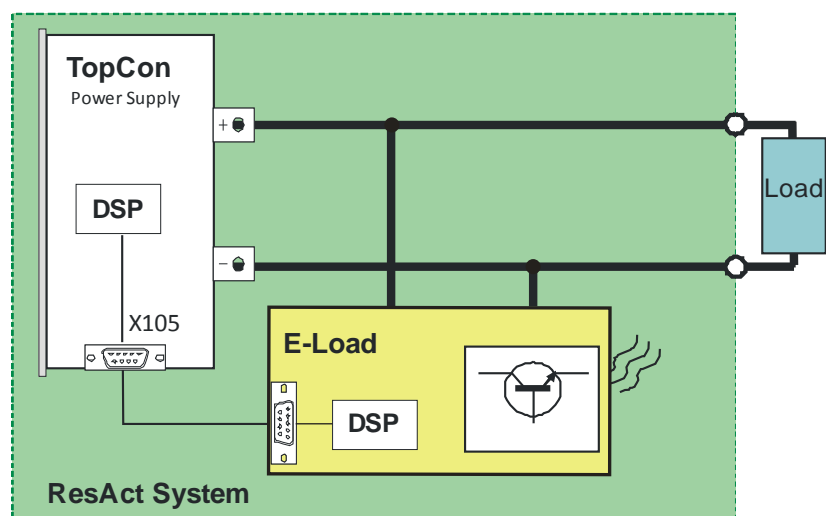 TopCon
Power Supply
+
DSP
-
Load
X105
E-Load
DSP
ResAct System